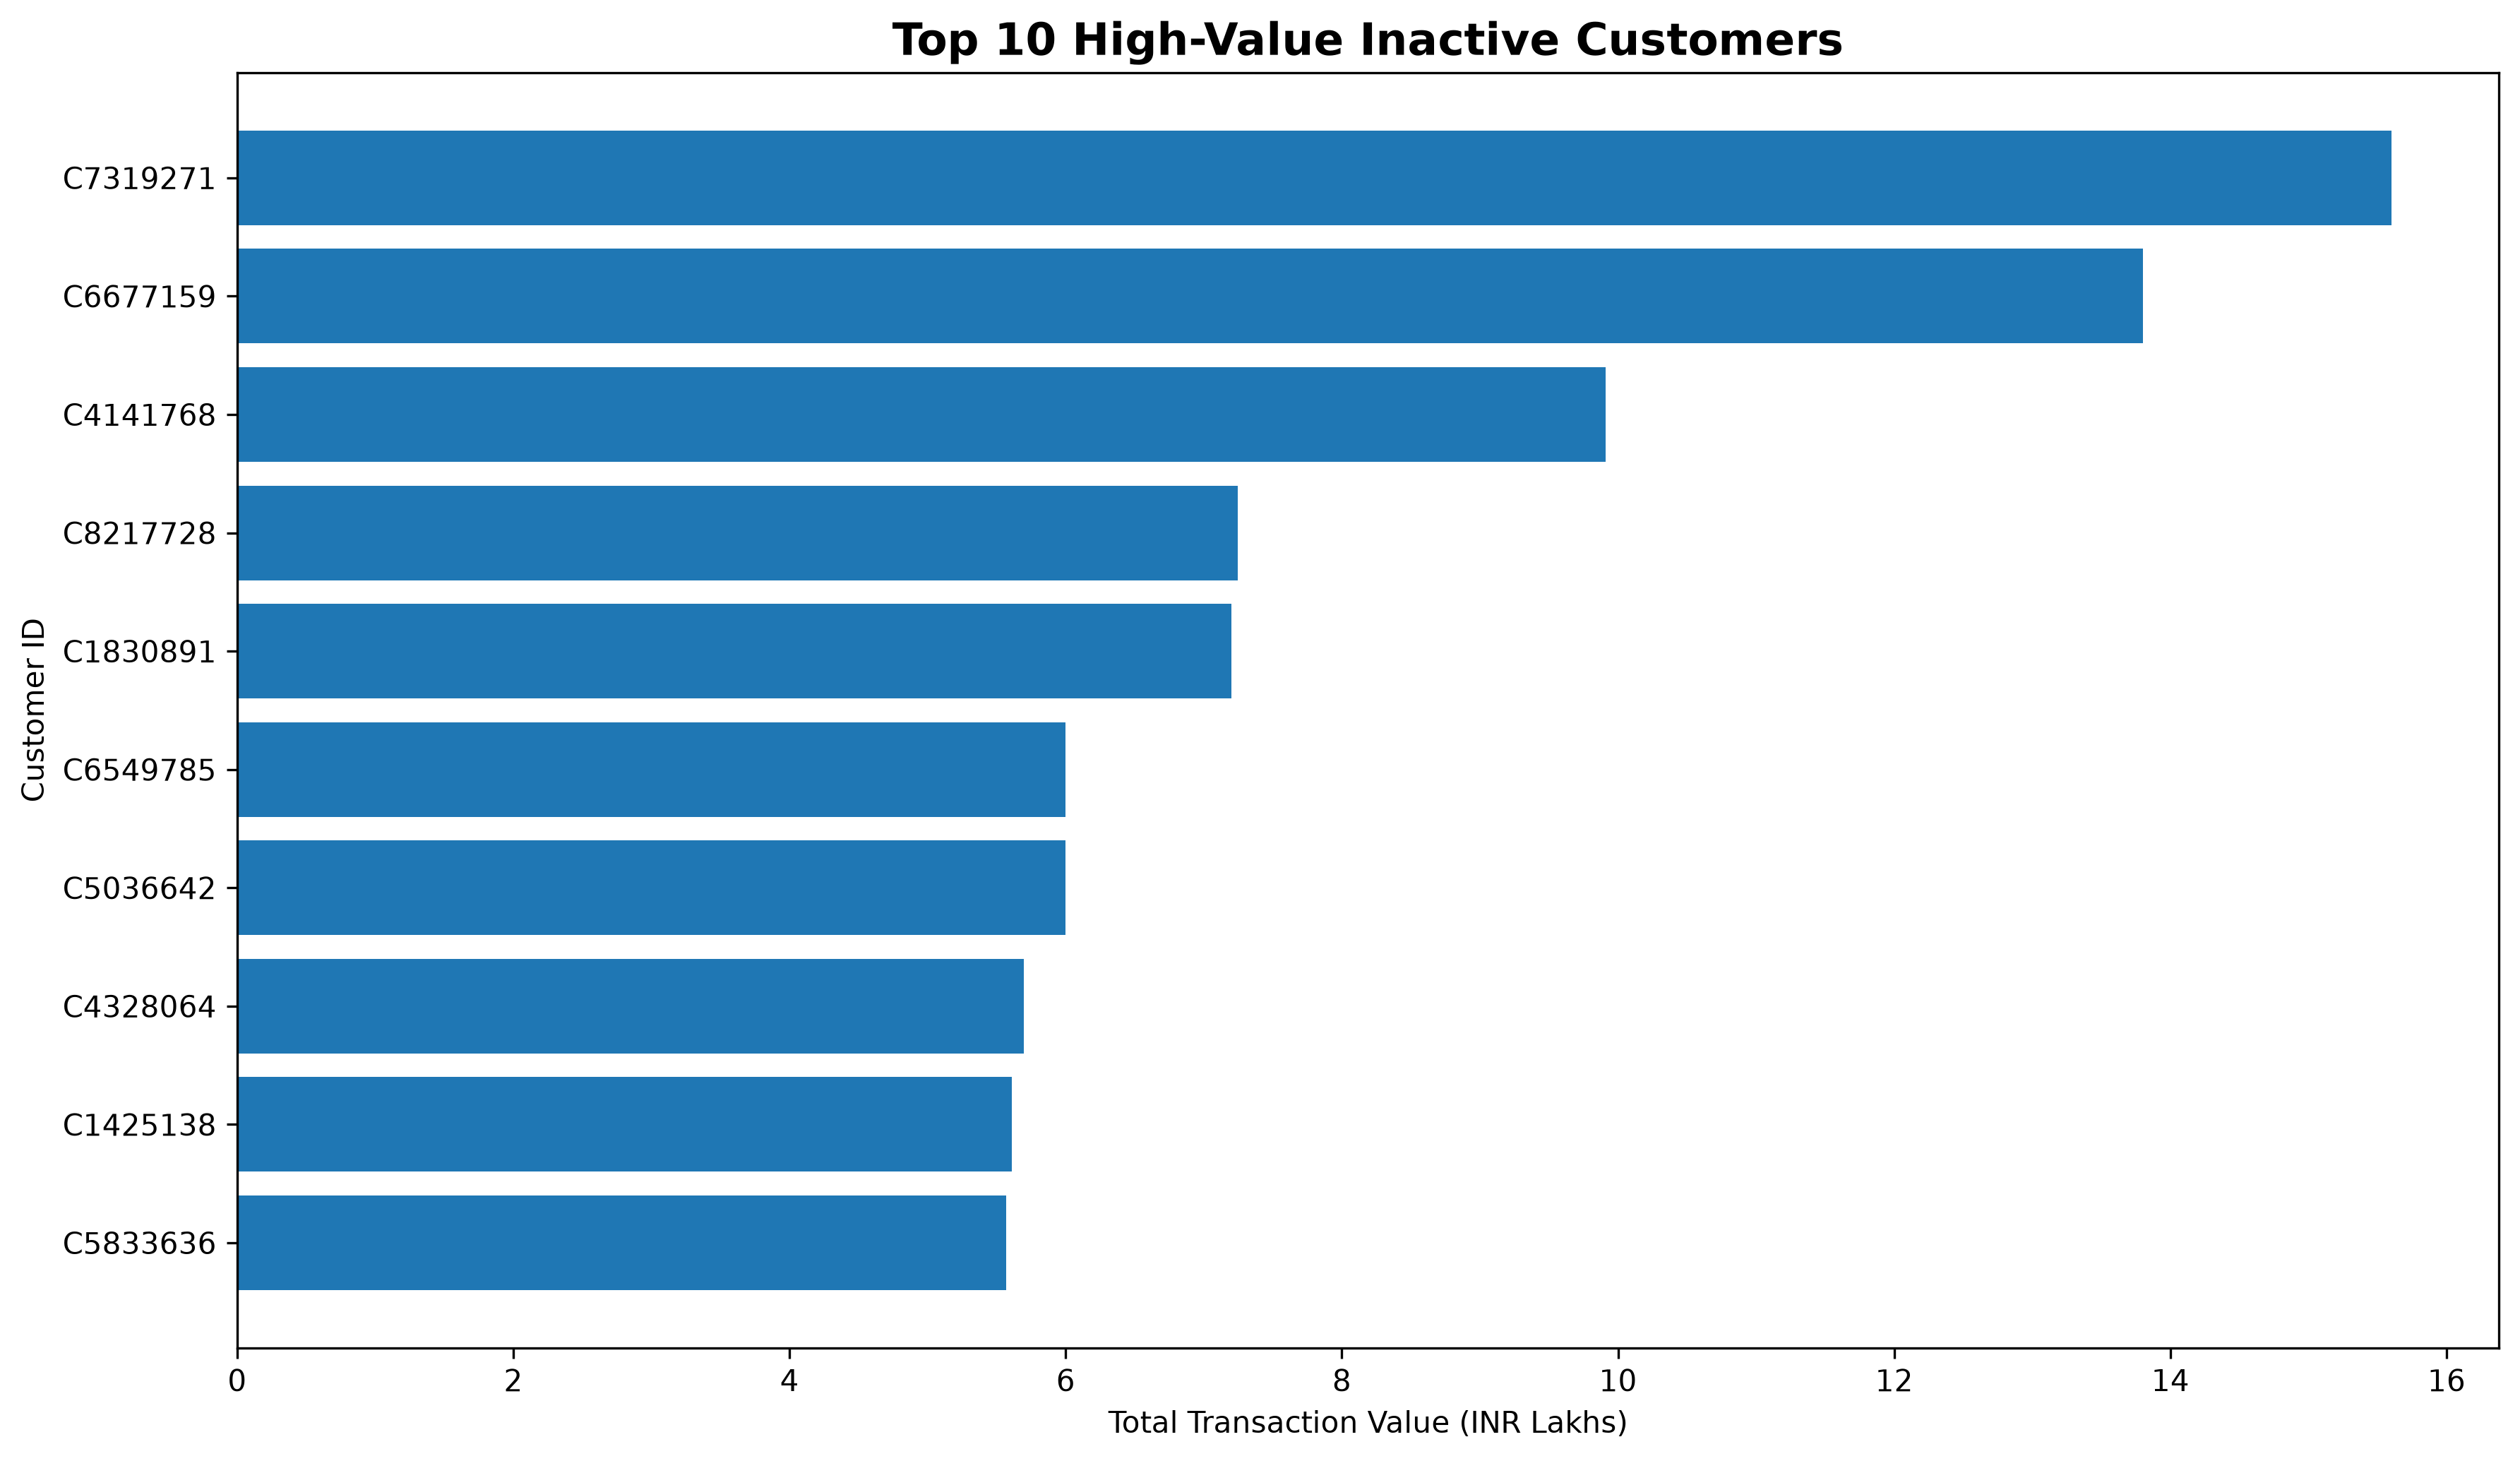 Top 10 High-Value Inactive Customers
Customer ID
C7319271
C6677159
C4141768
C8217728
C1830891
C6549785
C5036642
C4328064
C1425138
C5833636
0 2 4 6 8 10 12 14 16
Total Transaction Value (INR Lakhs)